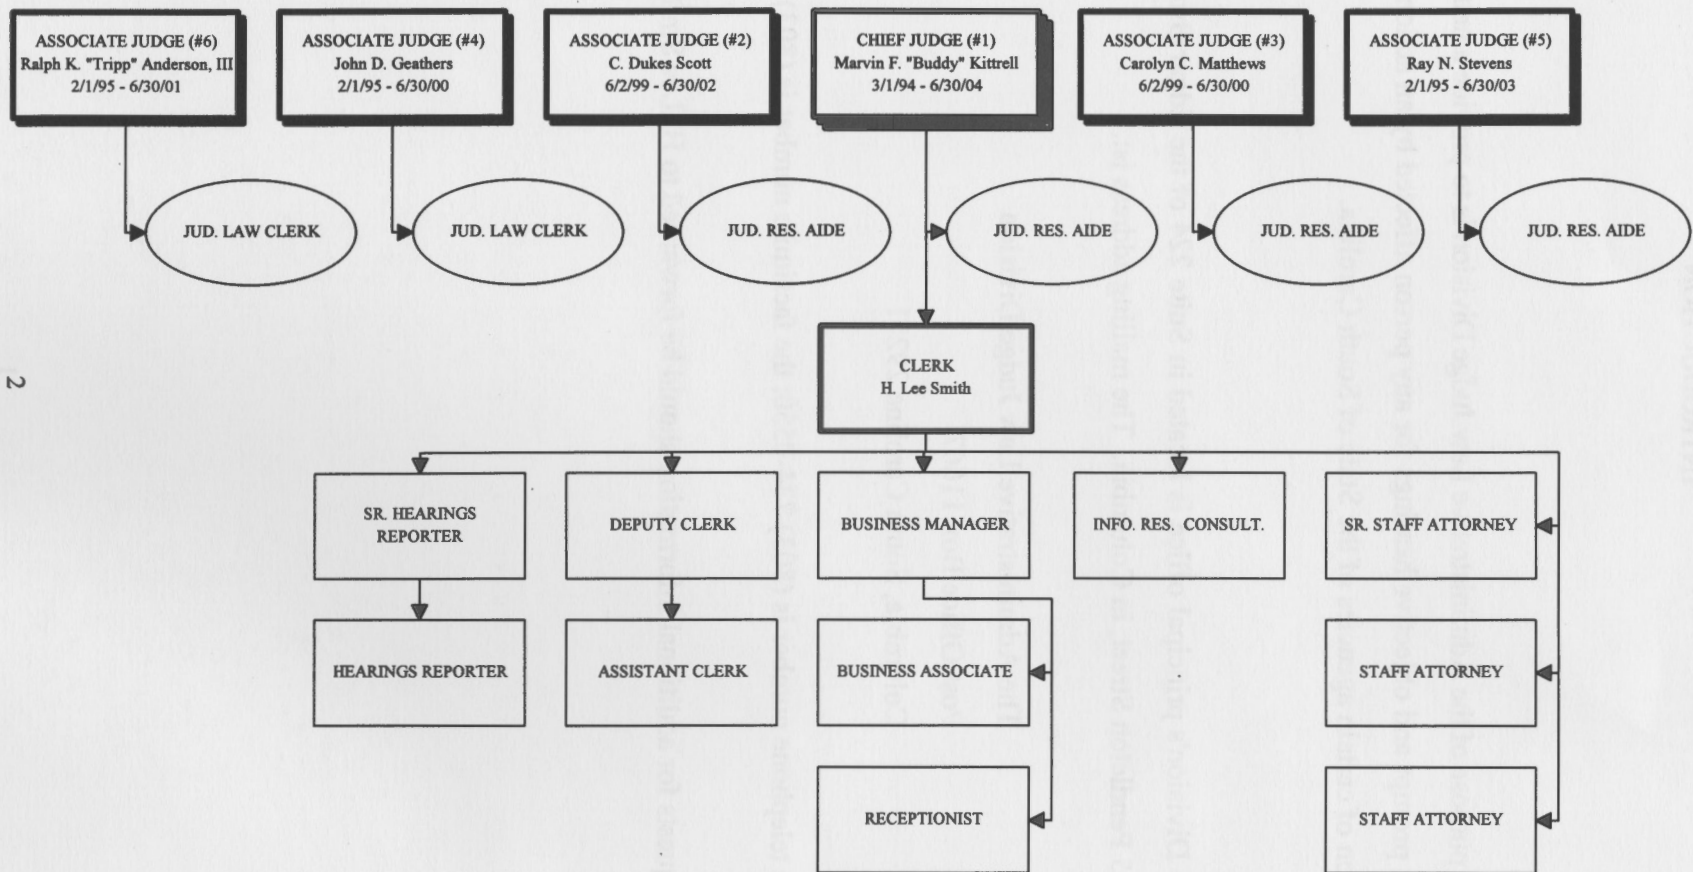 ASSOCIATE JUDGE (#6)
Ralph K. "Tripp" Anderson, III
2/1/95 - 6/30/01
ASSOCIATE JUDGE (#4)
John D. Geathers
2/1/95 - 6/30/00
ASSOCIATE JUDGE (#2)
C. Dukes Scott
6/2/99 - 6/30/02
CHIEF JUDGE (#1)
Marvin F. "Buddy" Kittrell
3/1/94 - 6/30/04
ASSOCIATE JUDGE (#3)
Carolyn C. Matthews
6/2/99 - 6/30/00
ASSOCIATE JUDGE (#5)
Ray N. Stevens
2/1/95 - 6/30/03
JUD. LAW CLERK
JUD. LAW CLERK
JUD. RES. AIDE
JUD. RES. AIDE
JUD. RES. AIDE
JUD. RES. AIDE
CLERK
H. Lee Smith
2
SR. HEARINGS
REPORTER
DEPUTY CLERK
BUSINESS MANAGER
INFO. RES. CONSULT.
SR. STAFF ATTORNEY
HEARINGS REPORTER
ASSISTANT CLERK
BUSINESS ASSOCIATE
STAFF ATTORNEY
RECEPTIONIST
STAFF ATTORNEY